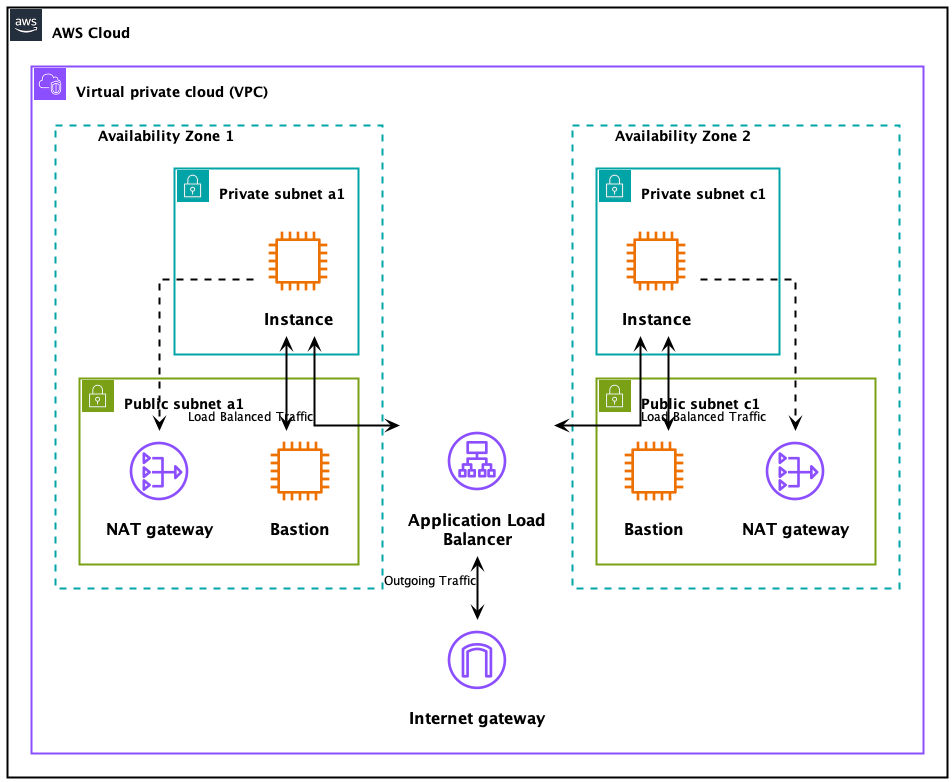 aws
AWS Cloud
Virtual private cloud (VPC)
Availability Zone 1
Availability Zone 2
Private subnet a1
Private subnet c1
Instance
Instance
Public subnet a1
Public subnet c1
Load Balanced Traffic
Load Balanced Traffic
NAT gateway
Bastion
Application Load
Balancer
Bastion
NAT gateway
Outgoing Traffic
Internet gateway